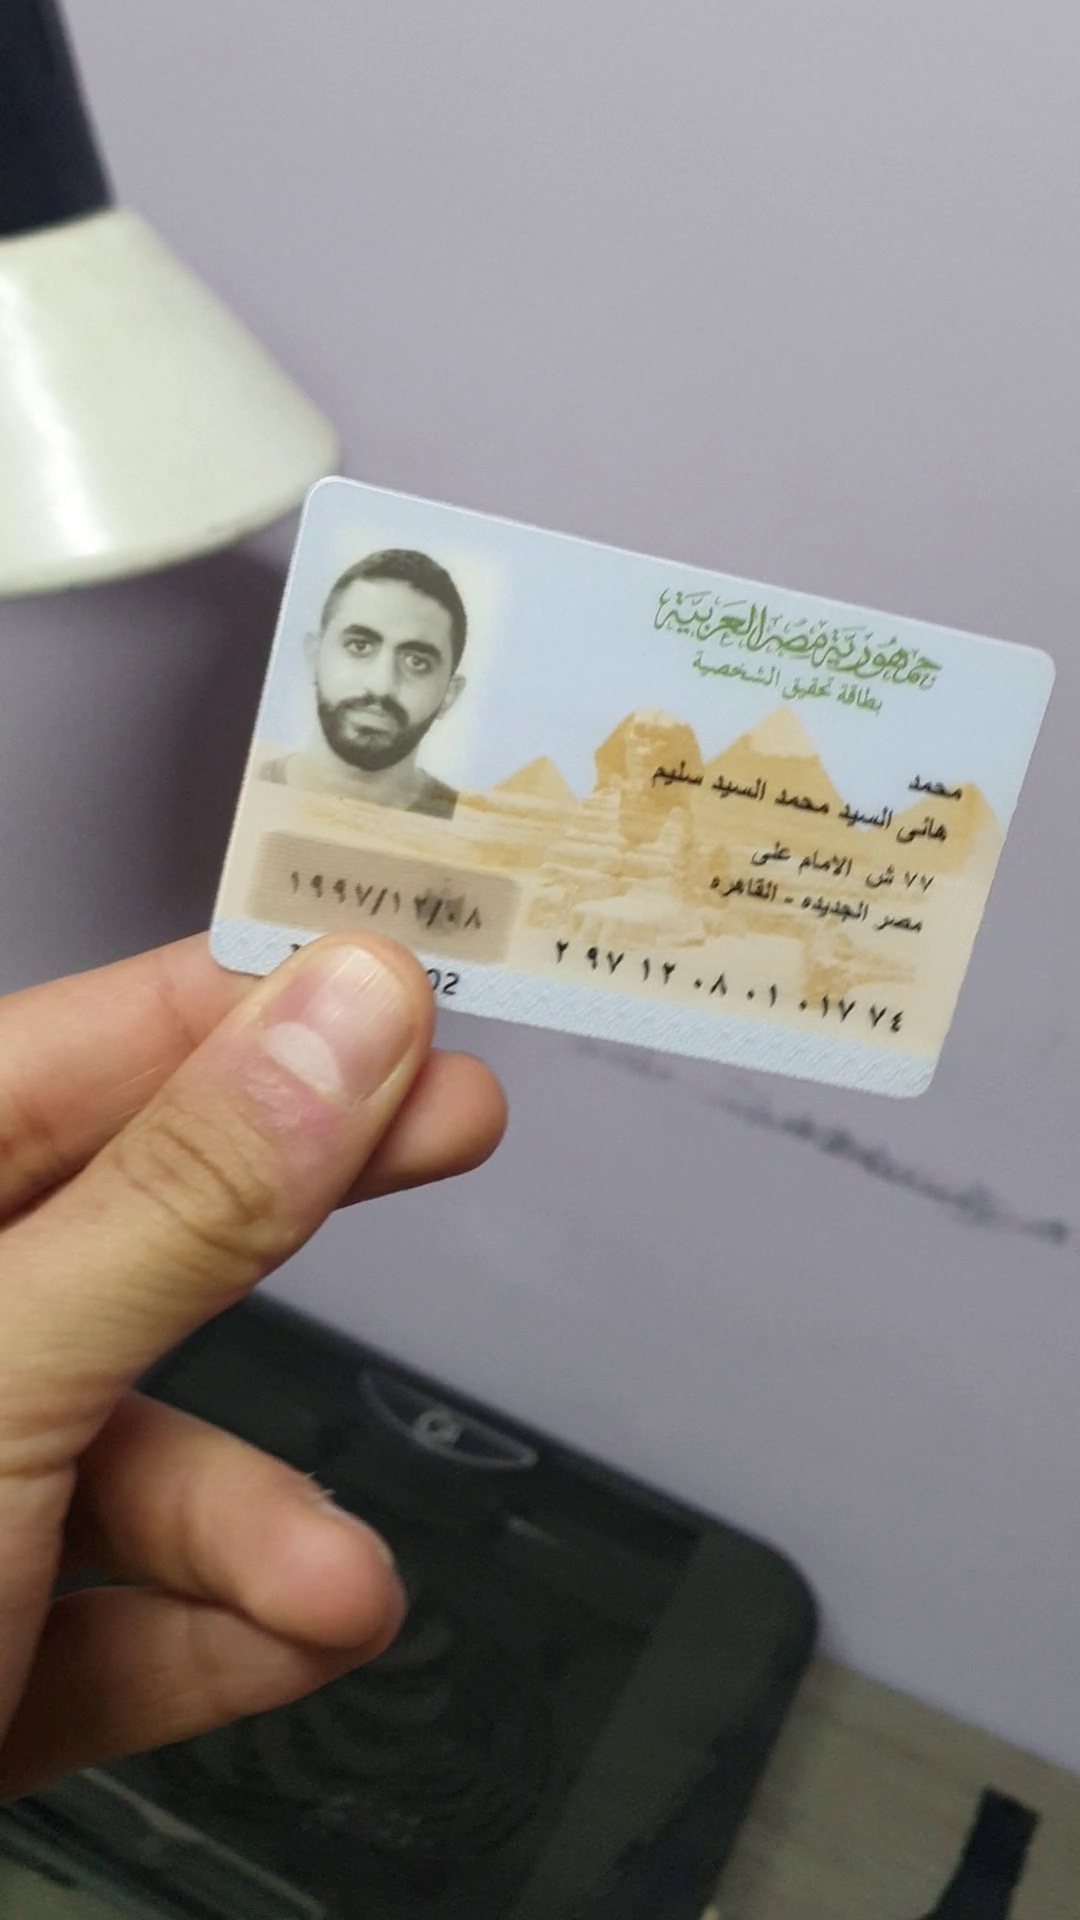 جمهورية مصر العربية
بطاقة تحقيق الشخصية
محمد
هانى السيد محمد السيد سليم
٧٧ ش الامام على
مصر الجديده - القاهره
١٩٩٧/١٢/٠٨
٢ ٩٧ ١٢ ٠٨ ٠١ ٠١٧ ٧٤
02